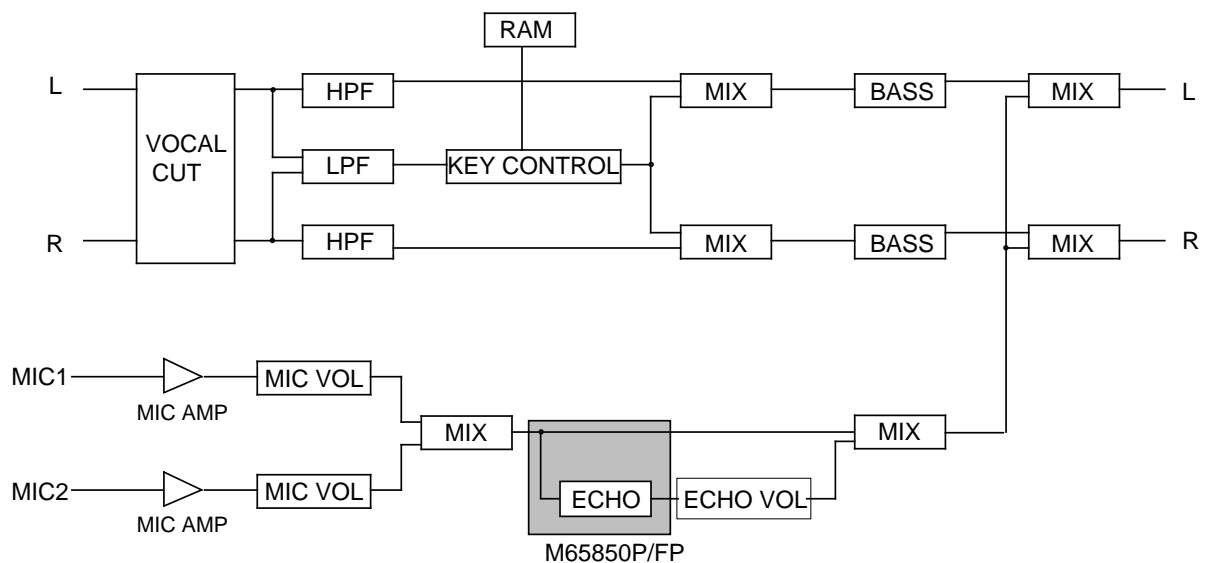 RAM
L
HPF
MIX
BASS
MIX
L
VOCAL
CUT
LPF
KEY CONTROL
R
HPF
MIX
BASS
MIX
R
MIC1
MIC AMP
MIC VOL
MIX
MIX
MIC2
MIC AMP
MIC VOL
ECHO
ECHO VOL
M65850P/FP